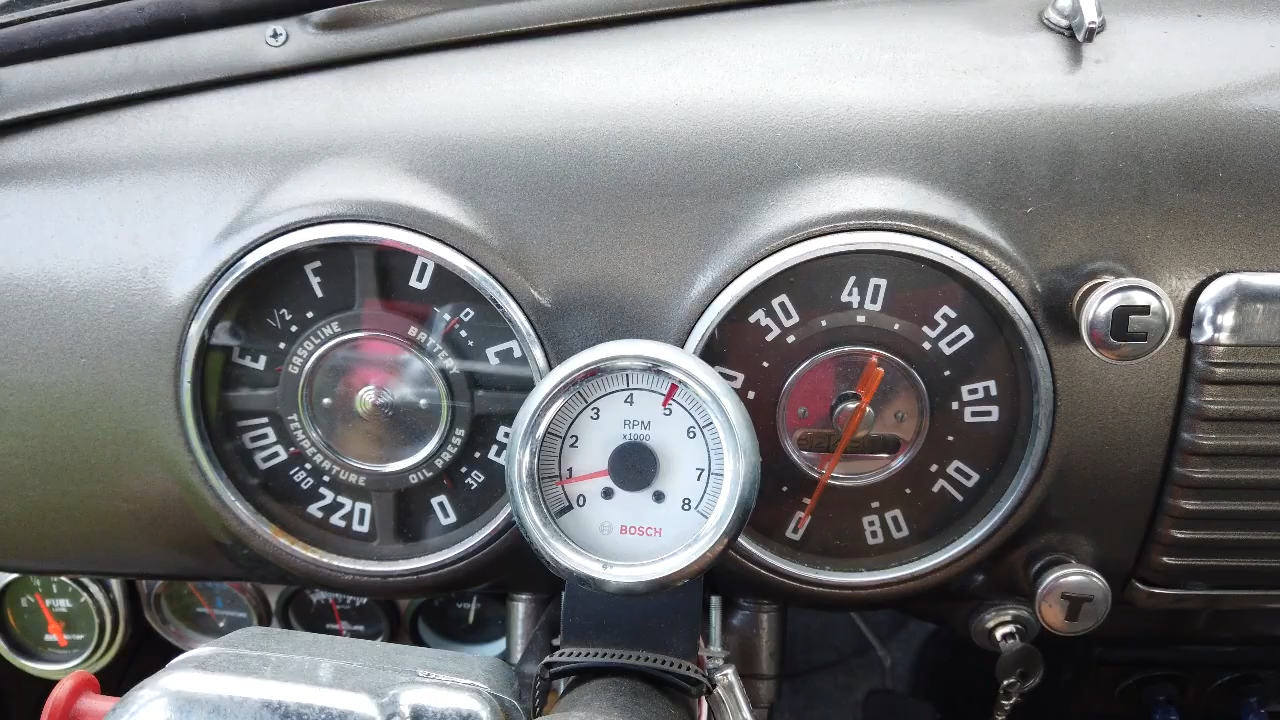 F
D
1/2
- 0 +
GASOLINE
BATTERY
E
C
100
TEMPERATURE
OIL PRESS
180
30
220
0
RPM
x1000
0
1
2
3
4
5
6
7
8
BOSCH
30
40
50
60
70
80
0
C
T
FUEL